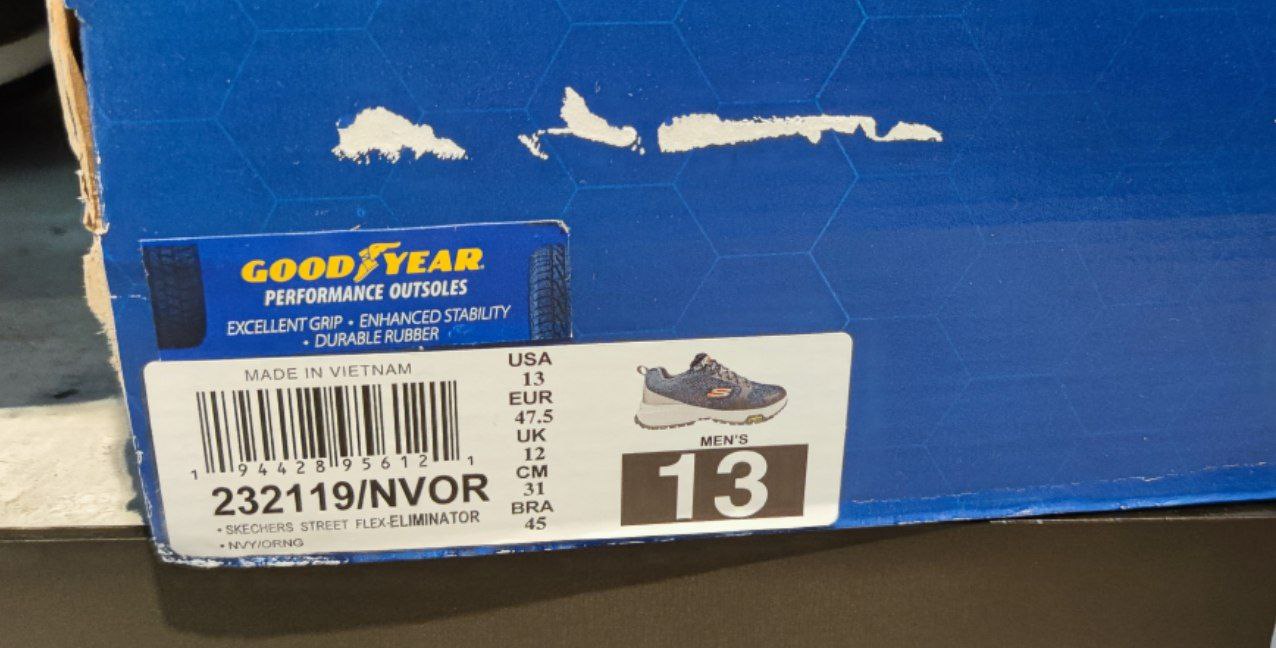 GOODYEAR
PERFORMANCE OUTSOLES
EXCELLENT GRIP • ENHANCED STABILITY
• DURABLE RUBBER
MADE IN VIETNAM
1 94428 95612 1
232119/NVOR
• SKECHERS STREET FLEX-ELIMINATOR
• NVY/ORNG
USA
13
EUR
47.5
UK
12
CM
31
BRA
45
MEN'S
13